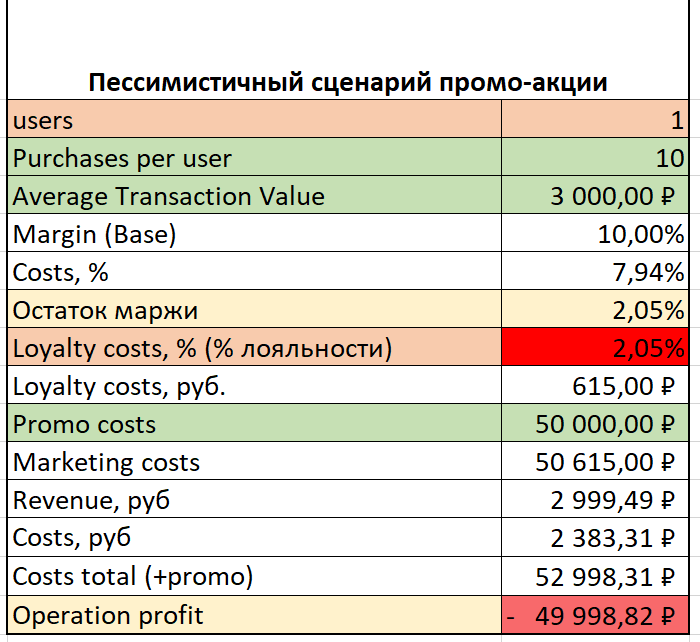 Пессимистичный сценарий промо-акции
users 1
Purchases per user 10
Average Transaction Value 3 000,00 ₽
Margin (Base) 10,00%
Costs, % 7,94%
Остаток маржи 2,05%
Loyalty costs, % (% лояльности) 2,05%
Loyalty costs, руб. 615,00 ₽
Promo costs 50 000,00 ₽
Marketing costs 50 615,00 ₽
Revenue, руб 2 999,49 ₽
Costs, руб 2 383,31 ₽
Costs total (+promo) 52 998,31 ₽
Operation profit - 49 998,82 ₽